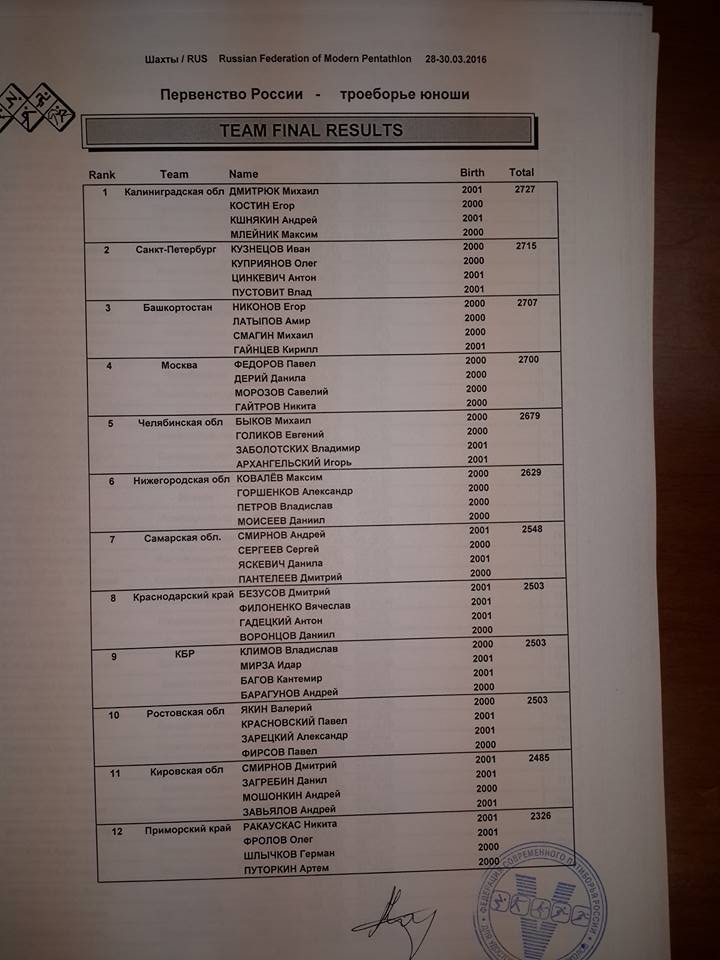 Шахты / RUS Russian Federation of Modern Pentathlon 28-30.03.2016
Первенство России - троеборье юноши
TEAM FINAL RESULTS
Rank Team Name Birth Total
1 Калиниградская обл ДМИТРЮК Михаил 2001 2727
КОСТИН Егор 2000
КШНЯКИН Андрей 2001
МЛЕЙНИК Максим 2000
2 Санкт-Петербург КУЗНЕЦОВ Иван 2000 2715
КУПРИЯНОВ Олег 2000
ЦИНКЕВИЧ Антон 2001
ПУСТОВИТ Влад 2001
3 Башкортостан НИКОНОВ Егор 2000 2707
ЛАТЫПОВ Амир 2000
СМАГИН Михаил 2000
ГАЙНЦЕВ Кирилл 2001
4 Москва ФЕДОРОВ Павел 2000 2700
ДЕРИЙ Данила 2000
МОРОЗОВ Савелий 2000
ГАЙТРОВ Никита 2000
5 Челябинская обл БЫКОВ Михаил 2000 2679
ГОЛИКОВ Евгений 2000
ЗАБОЛОТСКИХ Владимир 2001
АРХАНГЕЛЬСКИЙ Игорь 2001
6 Нижегородская обл КОВАЛЁВ Максим 2000 2629
ГОРШЕНКОВ Александр 2000
ПЕТРОВ Владислав 2000
МОИСЕЕВ Даниил 2000
7 Самарская обл. СМИРНОВ Андрей 2001 2548
СЕРГЕЕВ Сергей 2000
ЯСКЕВИЧ Данила 2001
ПАНТЕЛЕЕВ Дмитрий 2000
8 Краснодарский край БЕЗУСОВ Дмитрий 2001 2503
ФИЛОНЕНКО Вячеслав 2001
ГАДЕЦКИЙ Антон 2001
ВОРОНЦОВ Даниил 2000
9 КБР КЛИМОВ Владислав 2000 2503
МИРЗА Идар 2001
БАГОВ Кантемир 2001
БАРАГУНОВ Андрей 2000
10 Ростовская обл ЯКИН Валерий 2000 2503
КРАСНОВСКИЙ Павел 2001
ЗАРЕЦКИЙ Александр 2001
ФИРСОВ Павел 2000
11 Кировская обл СМИРНОВ Дмитрий 2001 2485
ЗАГРЕБИН Данил 2001
МОШОНКИН Андрей 2000
ЗАВЬЯЛОВ Андрей 2001
12 Приморский край РАКАУСКАС Никита 2001 2326
ФРОЛОВ Олег 2001
ШЛЫЧКОВ Герман 2000
ПУТОРКИН Артем 2000
ФЕДЕРАЦИЯ СОВРЕМЕННОГО ПЯТИБОРЬЯ РОССИИ